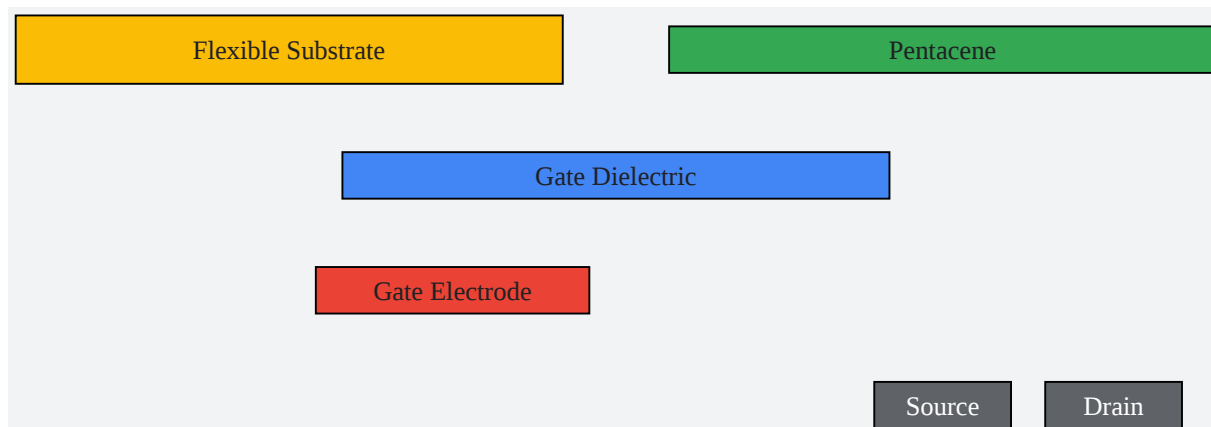 Flexible Substrate
Pentacene
Gate Dielectric
Gate Electrode
Source
Drain